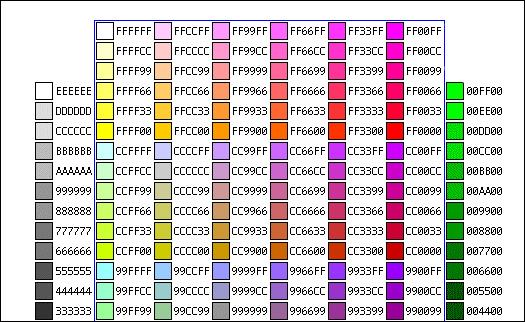 FFFFFF FFCCFF FF99FF FF66FF FF33FF FF00FF
FFFFCC FFCCCC FF99CC FF66CC FF33CC FF00CC
FFFF99 FFCC99 FF9999 FF6699 FF3399 FF0099
EEEEEE FFFF66 FFCC66 FF9966 FF6666 FF3366 FF0066 00FF00
DDDDDD FFFF33 FFCC33 FF9933 FF6633 FF3333 FF0033 00EE00
CCCCCC FFFF00 FFCC00 FF9900 FF6600 FF3300 FF0000 00DD00
BBBBBB CCFFFF CCCCFF CC99FF CC66FF CC33FF CC00FF 00CC00
AAAAAA CCFFCC CCCCCC CC99CC CC66CC CC33CC CC00CC 00BB00
999999 CCFF99 CCCC99 CC9999 CC6699 CC3399 CC0099 00AA00
888888 CCFF66 CCCC66 CC9966 CC6666 CC3366 CC0066 009900
777777 CCFF33 CCCC33 CC9933 CC6633 CC3333 CC0033 008800
666666 CCFF00 CCCC00 CC9900 CC6600 CC3300 CC0000 007700
555555 99FFFF 99CCFF 9999FF 9966FF 9933FF 9900FF 006600
444444 99FFCC 99CCCC 9999CC 9966CC 9933CC 9900CC 005500
333333 99FF99 99CC99 999999 996699 993399 990099 004400